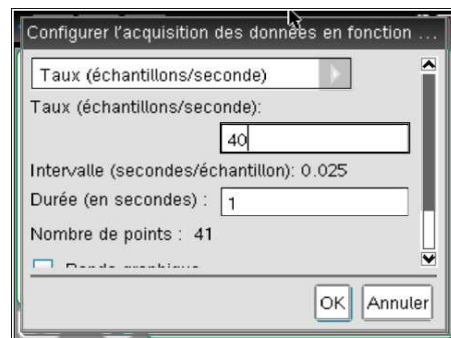 Configurer l'acquisition des données en fonction ...
Taux (échantillons/seconde)
Taux (échantillons/seconde):
40
Intervalle (secondes/échantillon): 0.025
Durée (en secondes) : 1
Nombre de points : 41
OK Annuler